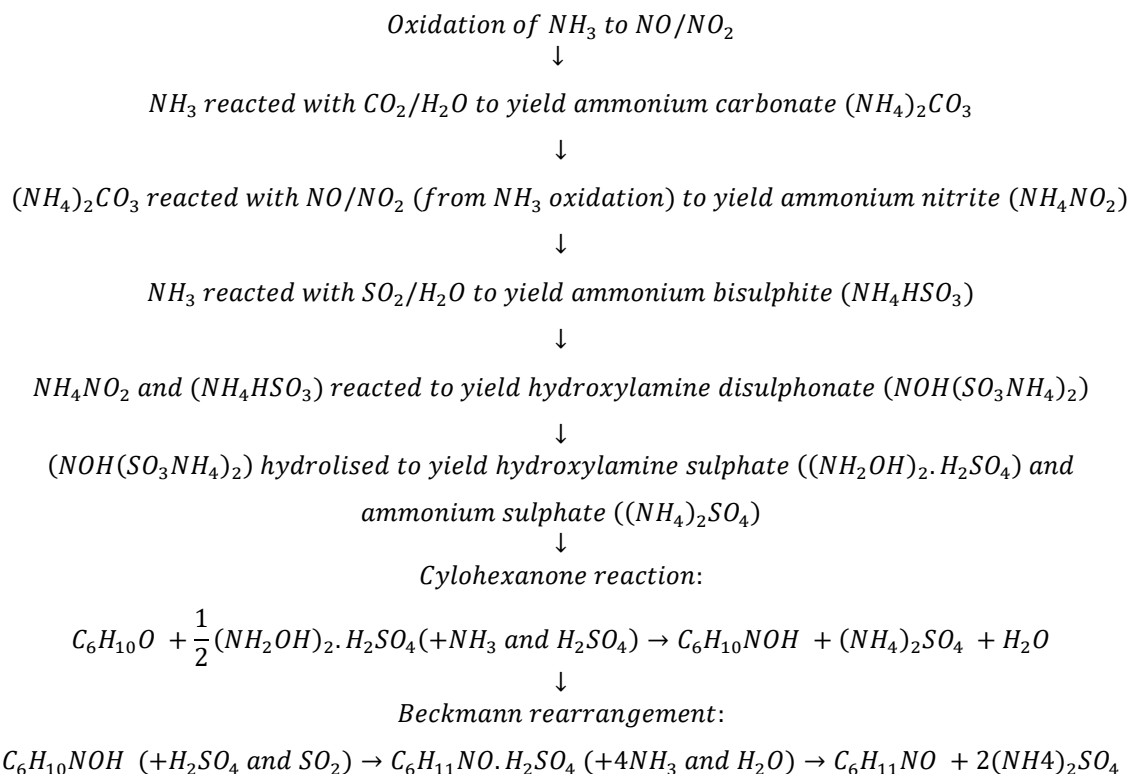 Oxidation of NH₃ to NO/NO₂
↓
NH₃ reacted with CO₂/H₂O to yield ammonium carbonate (NH₄)₂CO₃
↓
(NH₄)₂CO₃ reacted with NO/NO₂ (from NH₃ oxidation) to yield ammonium nitrite (NH₄NO₂)
↓
NH₃ reacted with SO₂/H₂O to yield ammonium bisulphite (NH₄HSO₃)
↓
NH₄NO₂ and (NH₄HSO₃) reacted to yield hydroxylamine disulphonate (NOH(SO₃NH₄)₂)
↓
(NOH(SO₃NH₄)₂) hydrolised to yield hydroxylamine sulphate ((NH₂OH)₂. H₂SO₄) and
ammonium sulphate ((NH₄)₂SO₄)
↓
Cylohexanone reaction:
C₆H₁₀O + 1/2 (NH₂OH)₂. H₂SO₄(+NH₃ and H₂SO₄) → C₆H₁₀NOH + (NH₄)₂SO₄ + H₂O
↓
Beckmann rearrangement:
C₆H₁₀NOH (+H₂SO₄ and SO₂) → C₆H₁₁NO. H₂SO₄ (+4NH₃ and H₂O) → C₆H₁₁NO + 2(NH4)₂SO₄